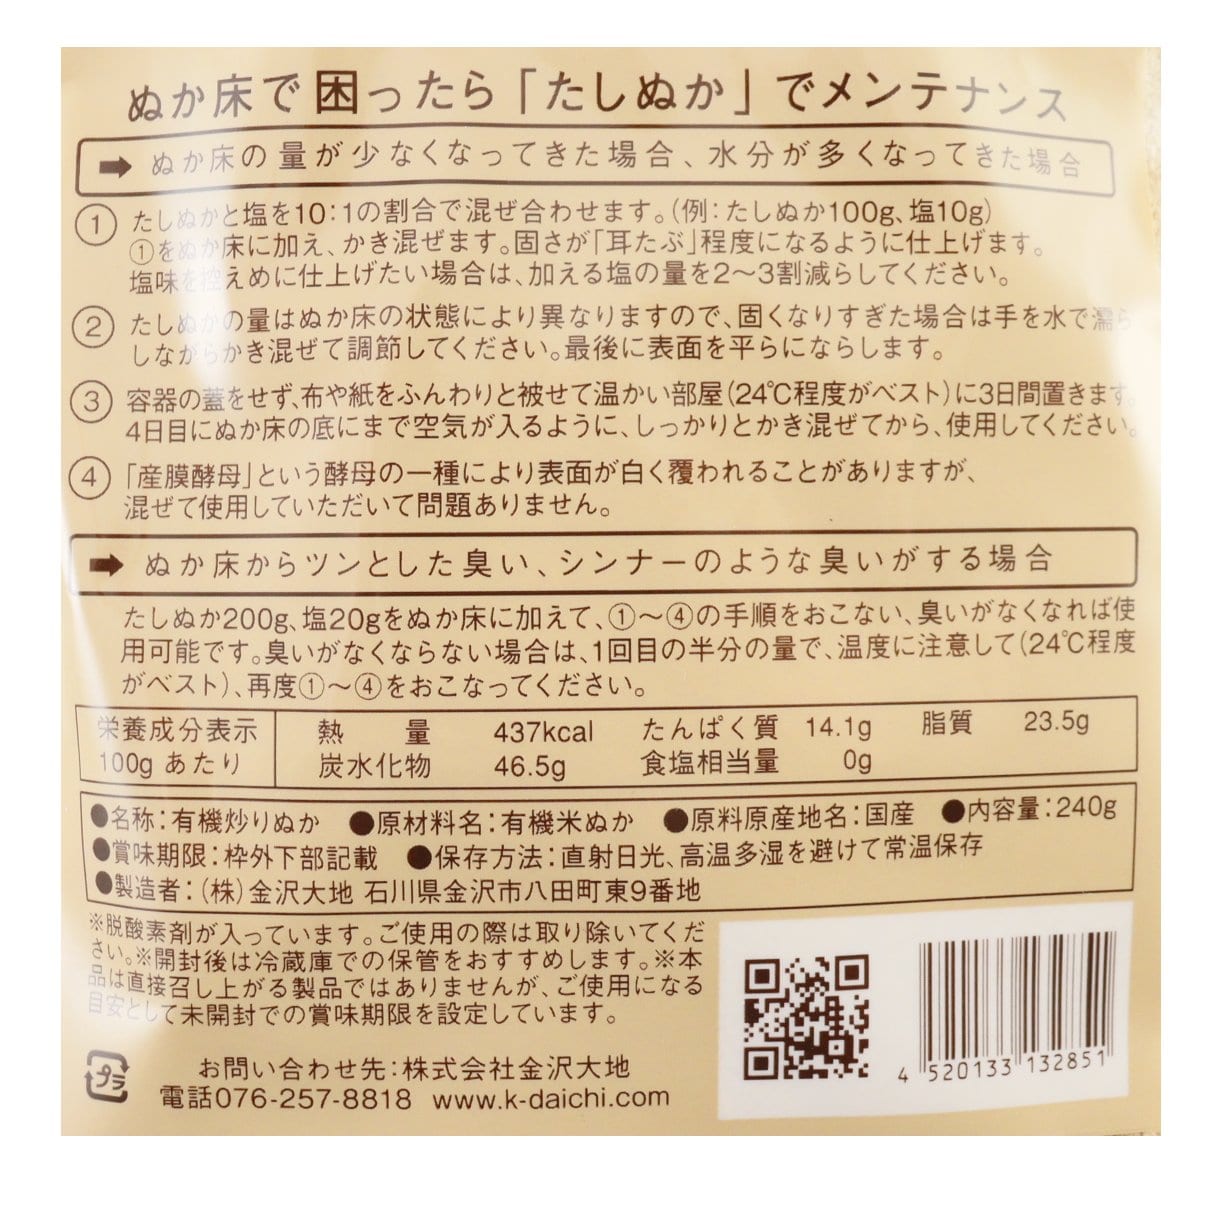 ぬか床で困ったら「たしぬか」でメンテナンス
➡ ぬか床の量が少なくなってきた場合、水分が多くなってきた場合
① たしぬかと塩を10：1の割合で混ぜ合わせます。(例：たしぬか100g、塩10g)
①をぬか床に加え、かき混ぜます。固さが「耳たぶ」程度になるように仕上げます。
塩味を控えめに仕上げたい場合は、加える塩の量を2〜3割減らしてください。
② たしぬかの量はぬか床の状態により異なりますので、固くなりすぎた場合は手を水で濡ら
しながらかき混ぜて調節してください。最後に表面を平らにならします。
③ 容器の蓋をせず、布や紙をふんわりと被せて温かい部屋(24℃程度がベスト)に3日間置きます。
4日目にぬか床の底にまで空気が入るように、しっかりとかき混ぜてから、使用してください。
④ 「産膜酵母」という酵母の一種により表面が白く覆われることがありますが、
混ぜて使用していただいて問題ありません。
➡ ぬか床からツンとした臭い、シンナーのような臭いがする場合
たしぬか200g、塩20gをぬか床に加えて、①〜④の手順をおこない、臭いがなくなれば使
用可能です。臭いがなくならない場合は、1回目の半分の量で、温度に注意して(24℃程度
がベスト)、再度①〜④をおこなってください。
栄養成分表示 熱量 437kcal たんぱく質 14.1g 脂質 23.5g
100g あたり 炭水化物 46.5g 食塩相当量 0g
●名称：有機炒りぬか ●原材料名：有機米ぬか ●原料原産地名：国産 ●内容量：240g
●賞味期限：枠外下部記載 ●保存方法：直射日光、高温多湿を避けて常温保存
●製造者：(株)金沢大地 石川県金沢市八田町東9番地
※脱酸素剤が入っています。ご使用の際は取り除いてくだ
さい。※開封後は冷蔵庫での保管をおすすめします。※本
品は直接召し上がる製品ではありませんが、ご使用になる
目安として未開封での賞味期限を設定しています。
プラ
お問い合わせ先：株式会社金沢大地
電話076-257-8818 www.k-daichi.com
4 520133 132851